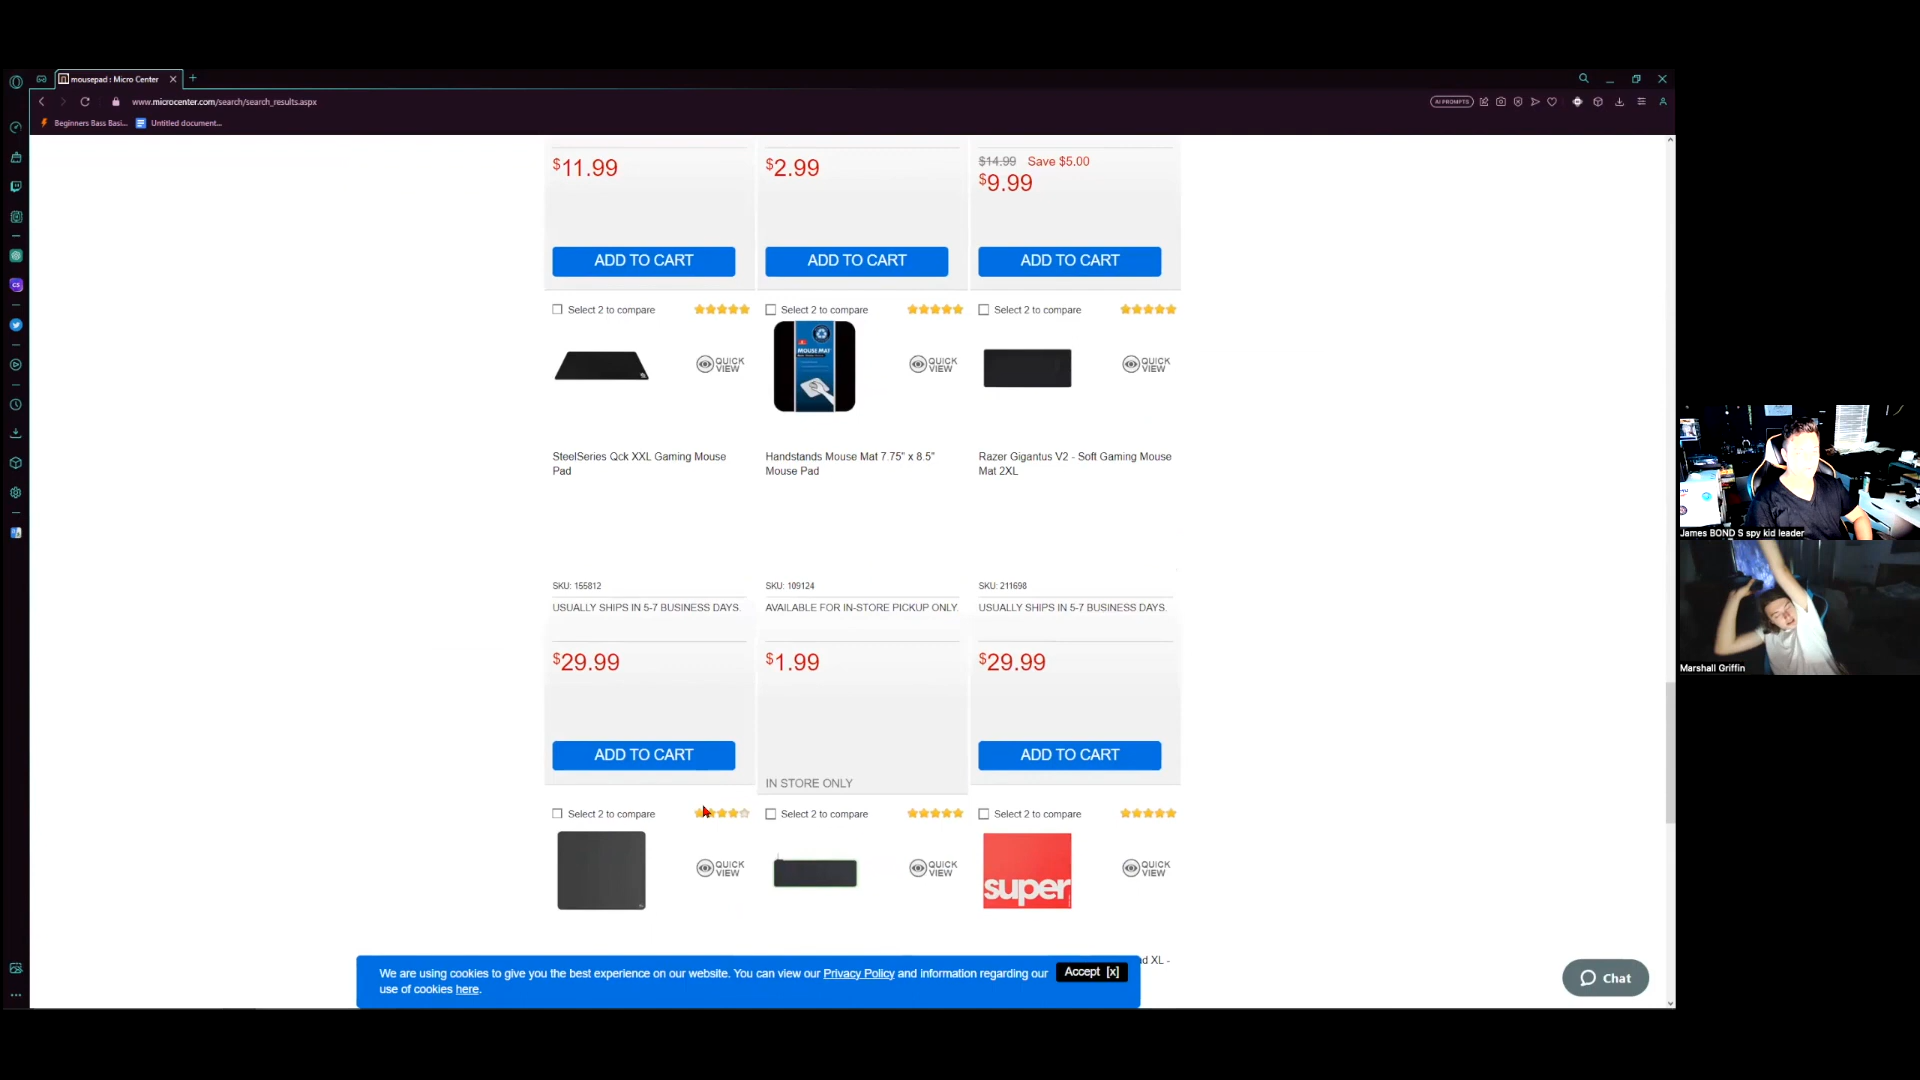 mousepad : Micro Center
www.microcenter.com/search/search_results.aspx
AI PROMPTS
Beginners Bass Basi...
Untitled document...
$11.99
$2.99
$14.99 Save $5.00
$9.99
ADD TO CART
ADD TO CART
ADD TO CART
Select 2 to compare
Select 2 to compare
Select 2 to compare
QUICK VIEW
MOUSE MAT
QUICK VIEW
QUICK VIEW
SteelSeries Qck XXL Gaming Mouse
Pad
Handstands Mouse Mat 7.75" x 8.5"
Mouse Pad
Razer Gigantus V2 - Soft Gaming Mouse
Mat 2XL
SKU: 155812
SKU: 109124
SKU: 211698
USUALLY SHIPS IN 5-7 BUSINESS DAYS.
AVAILABLE FOR IN-STORE PICKUP ONLY.
USUALLY SHIPS IN 5-7 BUSINESS DAYS.
$29.99
$1.99
$29.99
ADD TO CART
IN STORE ONLY
ADD TO CART
Select 2 to compare
Select 2 to compare
Select 2 to compare
QUICK VIEW
QUICK VIEW
super
QUICK VIEW
d XL -
We are using cookies to give you the best experience on our website. You can view our Privacy Policy and information regarding our
use of cookies here.
Accept [x]
Chat
CS
James BOND S spy kid leader
Marshall Griffin